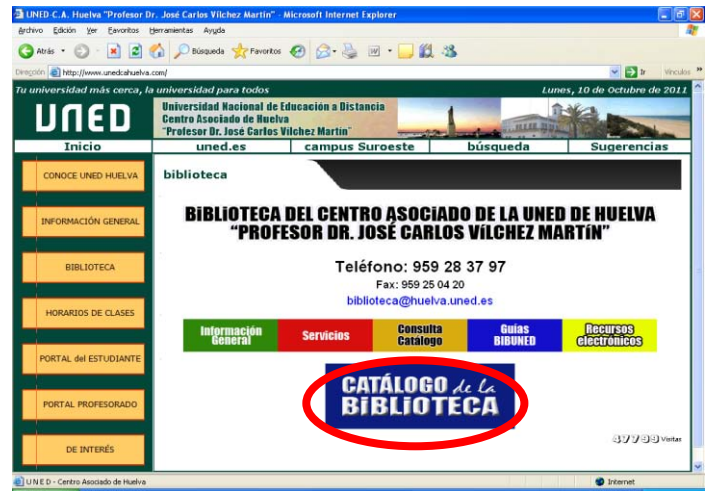 UNED-C.A. Huelva "Profesor Dr. José Carlos Vílchez Martín" - Microsoft Internet Explorer
Archivo Edición Ver Favoritos Herramientas Ayuda
Atrás Búsqueda Favoritos
Dirección http://www.unedcahuelva.com/ Ir Vínculos »
Tu universidad más cerca, la universidad para todos Lunes, 10 de Octubre de 2011
UNED
Universidad Nacional de Educación a Distancia
Centro Asociado de Huelva
"Profesor Dr. José Carlos Vílchez Martín"
Inicio uned.es campus Suroeste búsqueda Sugerencias
CONOCE UNED HUELVA
INFORMACIÓN GENERAL
BIBLIOTECA
HORARIOS DE CLASES
PORTAL del ESTUDIANTE
PORTAL PROFESORADO
DE INTERÉS
biblioteca
BiBLiOTECA DEL CENTRO ASOCiADO DE LA UNED DE HUELVA
"PROFESOR DR. JOSÉ CARLOS VíLCHEZ MARTíN"
Teléfono: 959 28 37 97
Fax: 959 25 04 20
biblioteca@huelva.uned.es
Información General Servicios Consulta Catálogo Guías BIBUNED Recursos electrónicos
CATÁLOGO de la
BiBLiOTECA
47799 Visitas
U N E D - Centro Asociado de Huelva Internet